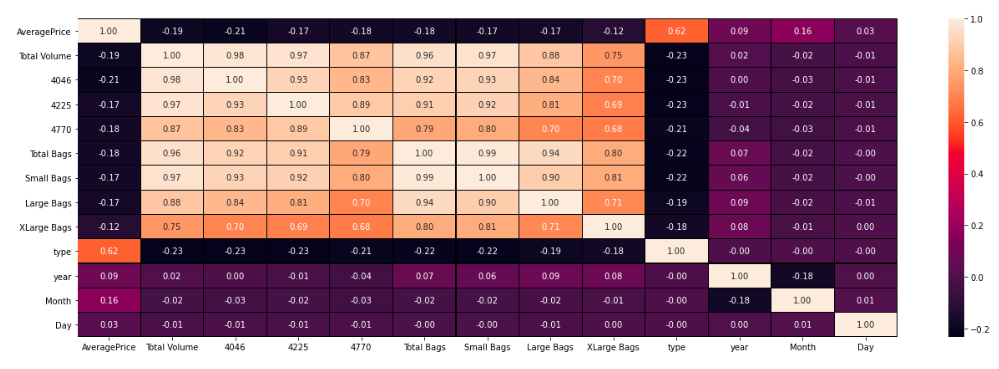 AveragePrice 1.00 -0.19 -0.21 -0.17 -0.18 -0.18 -0.17 -0.17 -0.12 0.62 0.09 0.16 0.03
Total Volume -0.19 1.00 0.98 0.97 0.87 0.96 0.97 0.88 0.75 -0.23 0.02 -0.02 -0.01
4046 -0.21 0.98 1.00 0.93 0.83 0.92 0.93 0.84 0.70 -0.23 0.00 -0.03 -0.01
4225 -0.17 0.97 0.93 1.00 0.89 0.91 0.92 0.81 0.69 -0.23 -0.01 -0.02 -0.01
4770 -0.18 0.87 0.83 0.89 1.00 0.79 0.80 0.70 0.68 -0.21 -0.04 -0.03 -0.01
Total Bags -0.18 0.96 0.92 0.91 0.79 1.00 0.99 0.94 0.80 -0.22 0.07 -0.02 -0.00
Small Bags -0.17 0.97 0.93 0.92 0.80 0.99 1.00 0.90 0.81 -0.22 0.06 -0.02 -0.00
Large Bags -0.17 0.88 0.84 0.81 0.70 0.94 0.90 1.00 0.71 -0.19 0.09 -0.02 -0.01
XLarge Bags -0.12 0.75 0.70 0.69 0.68 0.80 0.81 0.71 1.00 -0.18 0.08 -0.01 0.00
type 0.62 -0.23 -0.23 -0.23 -0.21 -0.22 -0.22 -0.19 -0.18 1.00 -0.00 -0.00 -0.00
year 0.09 0.02 0.00 -0.01 -0.04 0.07 0.06 0.09 0.08 -0.00 1.00 -0.18 0.00
Month 0.16 -0.02 -0.03 -0.02 -0.03 -0.02 -0.02 -0.02 -0.01 -0.00 -0.18 1.00 0.01
Day 0.03 -0.01 -0.01 -0.01 -0.01 -0.00 -0.00 -0.01 0.00 -0.00 0.00 0.01 1.00
AveragePrice Total Volume 4046 4225 4770 Total Bags Small Bags Large Bags XLarge Bags type year Month Day
1.0
0.8
0.6
0.4
0.2
0.0
−0.2